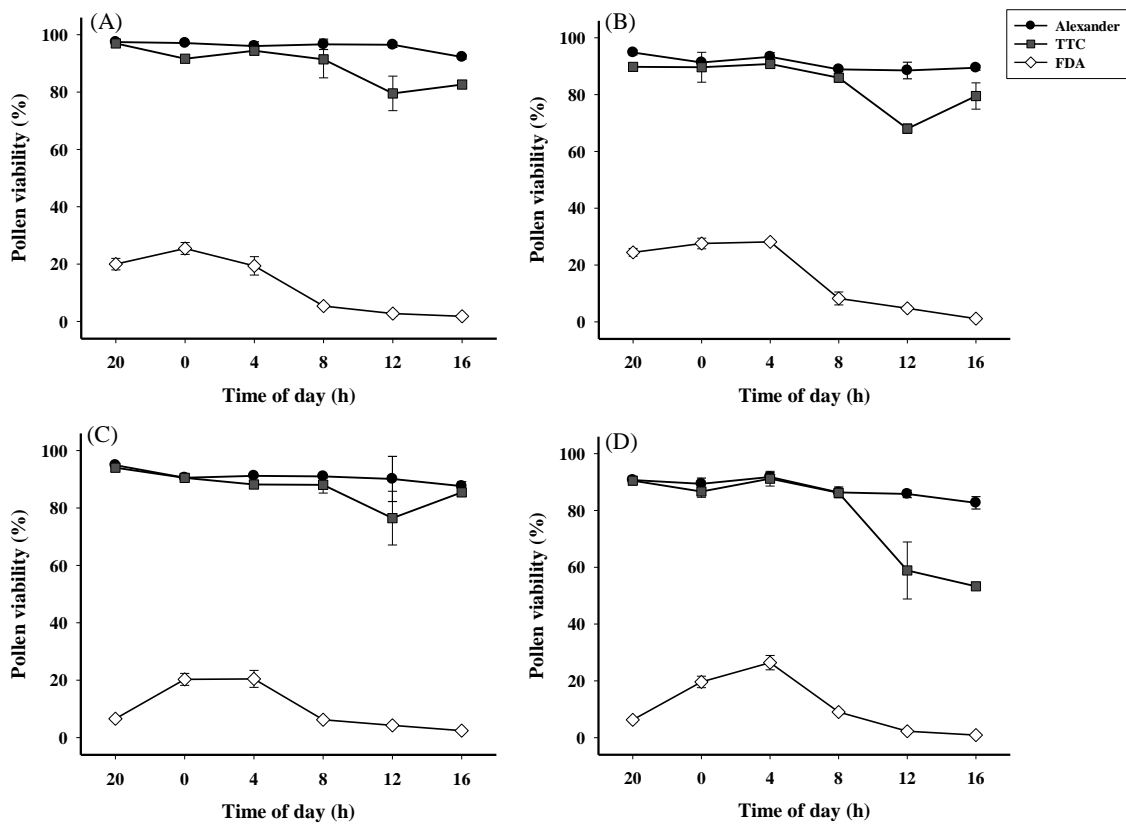 (A)
100
80
60
40
20
0
Pollen viability (%)
20 0 4 8 12 16
Time of day (h)
(B)
100
80
60
40
20
0
Pollen viability (%)
20 0 4 8 12 16
Time of day (h)
Alexander
TTC
FDA
(C)
100
80
60
40
20
0
Pollen viability (%)
20 0 4 8 12 16
Time of day (h)
(D)
100
80
60
40
20
0
Pollen viability (%)
20 0 4 8 12 16
Time of day (h)